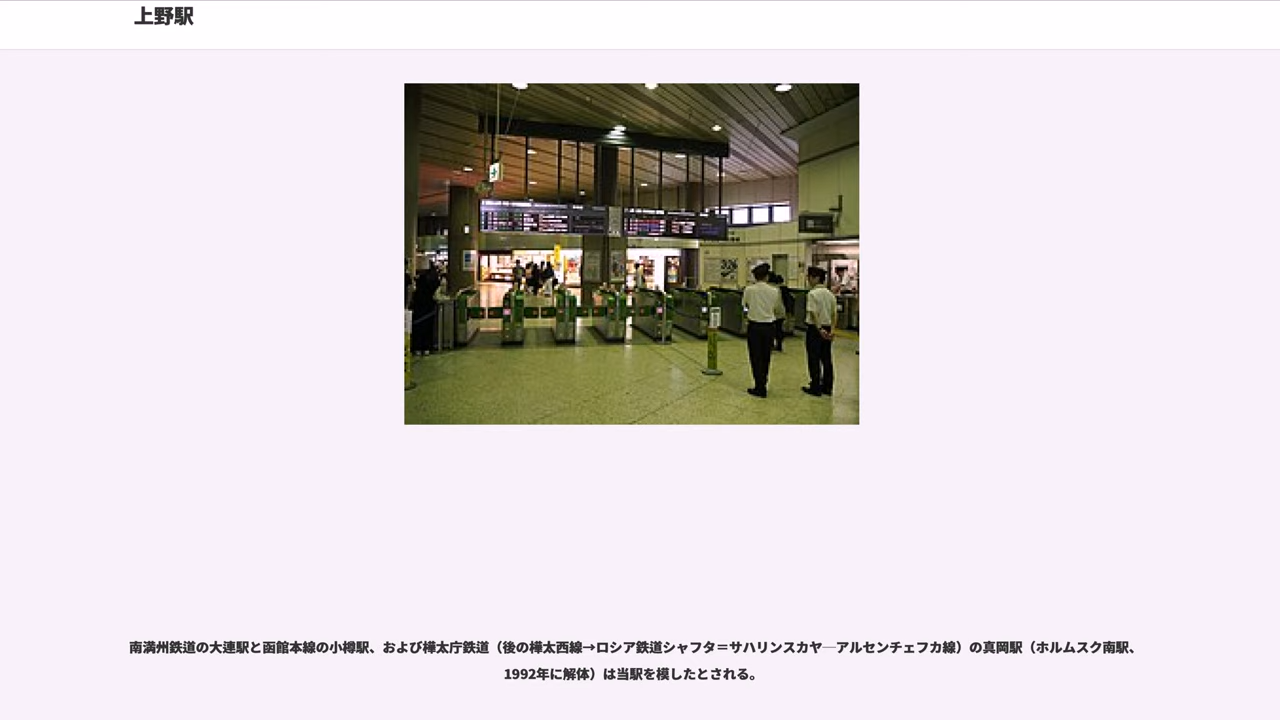 上野駅
南満州鉄道の大連駅と函館本線の小樽駅、および樺太庁鉄道（後の樺太西線→ロシア鉄道シャフタ＝サハリンスカヤ─アルセンチェフカ線）の真岡駅（ホルムスク南駅、
1992年に解体）は当駅を模したとされる。